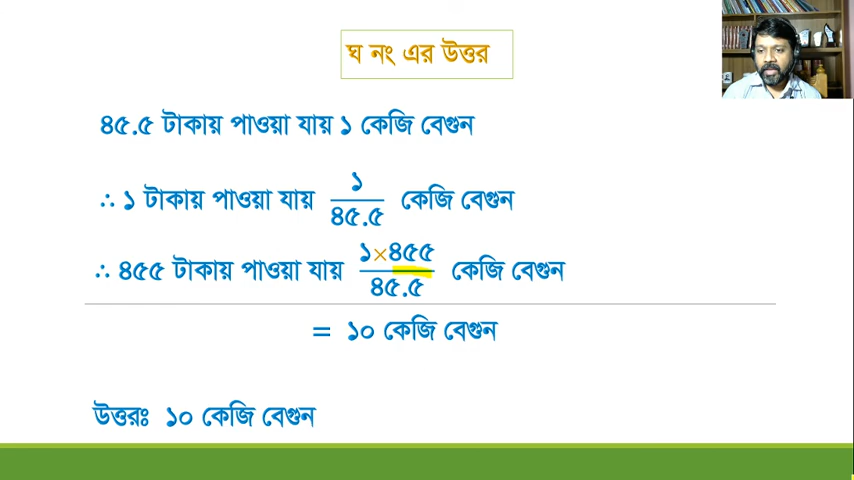 ঘ নং এর উত্তর
৪৫.৫ টাকায় পাওয়া যায় ১ কেজি বেগুন
∴ ১ টাকায় পাওয়া যায় ১/৪৫.৫ কেজি বেগুন
∴ ৪৫৫ টাকায় পাওয়া যায় ১×৪৫৫/৪৫.৫ কেজি বেগুন
= ১০ কেজি বেগুন
উত্তরঃ ১০ কেজি বেগুন